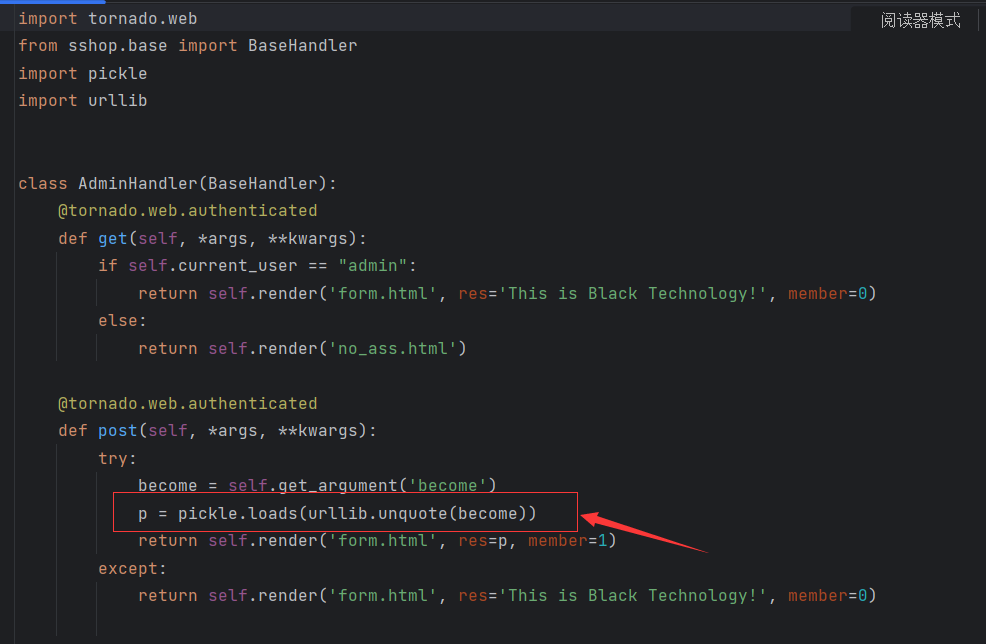 import tornado.web
阅读器模式
from sshop.base import BaseHandler
import pickle
import urllib
class AdminHandler(BaseHandler):
    @tornado.web.authenticated
    def get(self, *args, **kwargs):
        if self.current_user == "admin":
            return self.render('form.html', res='This is Black Technology!', member=0)
        else:
            return self.render('no_ass.html')
    @tornado.web.authenticated
    def post(self, *args, **kwargs):
        try:
            become = self.get_argument('become')
            p = pickle.loads(urllib.unquote(become))
            return self.render('form.html', res=p, member=1)
        except:
            return self.render('form.html', res='This is Black Technology!', member=0)